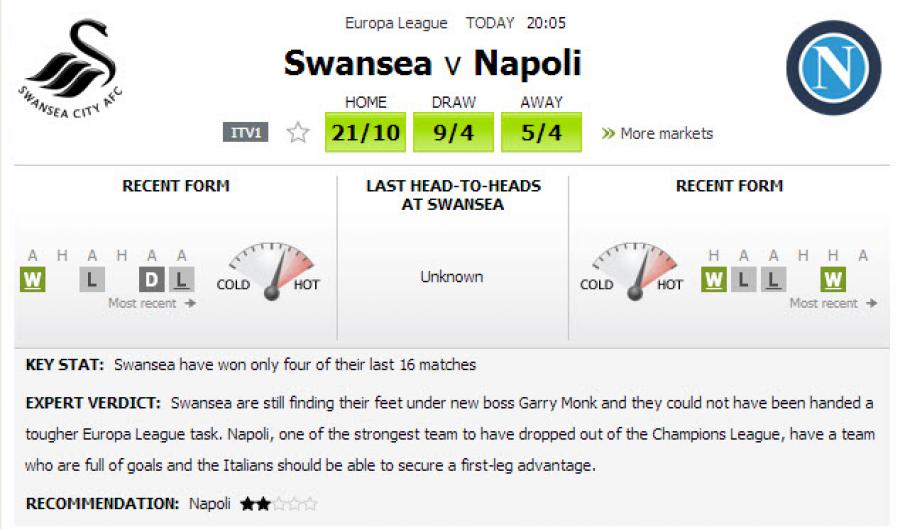 Europa League TODAY 20:05
Swansea v Napoli
SWANSEA CITY AFC
N
HOME DRAW AWAY
ITV1 21/10 9/4 5/4 » More markets
RECENT FORM
A H A H A A
W L D L
COLD HOT
Most recent →
LAST HEAD-TO-HEADS
AT SWANSEA
Unknown
RECENT FORM
COLD HOT
H A A H H A
W L L W
Most recent →
KEY STAT: Swansea have won only four of their last 16 matches
EXPERT VERDICT: Swansea are still finding their feet under new boss Garry Monk and they could not have been handed a
tougher Europa League task. Napoli, one of the strongest team to have dropped out of the Champions League, have a team
who are full of goals and the Italians should be able to secure a first-leg advantage.
RECOMMENDATION: Napoli ★★☆☆☆